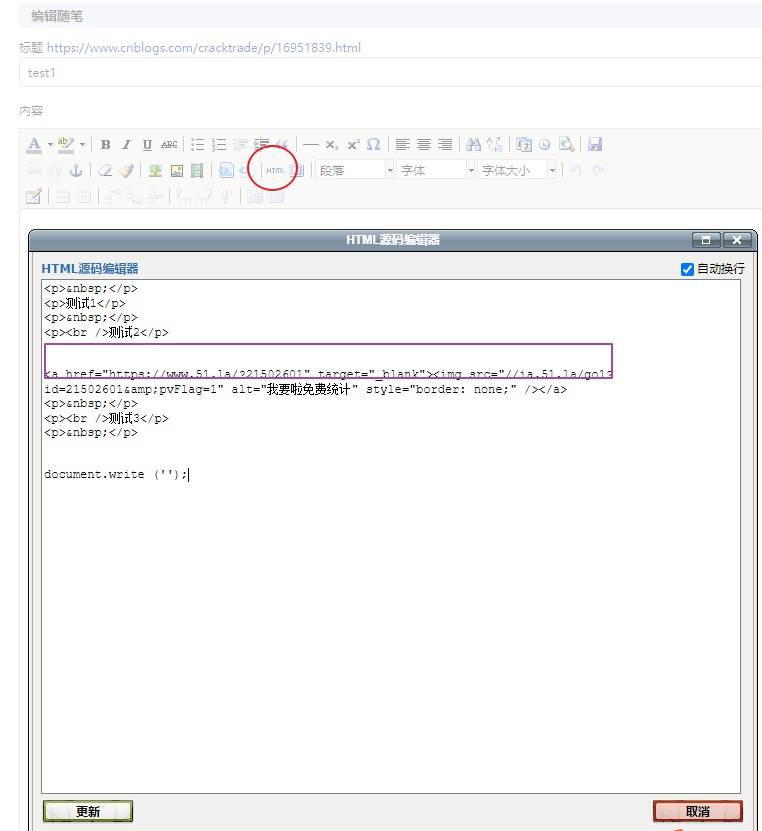 编辑随笔
标题 https://www.cnblogs.com/cracktrade/p/16951839.html
test1
内容
A ab B I U ABC
HTML 段落 字体 字体大小
HTML源码编辑器
HTML源码编辑器 自动换行
<p>&nbsp;</p>
<p>测试1</p>
<p>&nbsp;</p>
<p><br />测试2</p>
<a href="https://www.51.la/?21502601" target="_blank"><img src="//ia.51.la/go1?
id=21502601&amp;pvFlag=1" alt="我要啦免费统计" style="border: none;" /></a>
<p>&nbsp;</p>
<p><br />测试3</p>
<p>&nbsp;</p>
document.write ('');
更新 取消